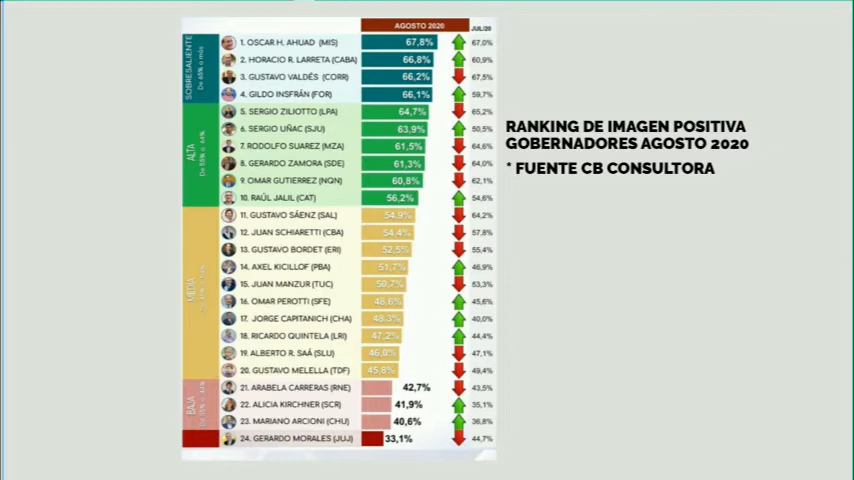 AGOSTO 2020 JUL/20
SOBRESALIENTE
De 65% o más
1. OSCAR H. AHUAD (MIS) 67,8% 67,0%
2. HORACIO R. LARRETA (CABA) 66,8% 60,9%
3. GUSTAVO VALDÉS (CORR) 66,2% 67,5%
4. GILDO INSFRÁN (FOR) 66,1% 59,7%
ALTA
5. SERGIO ZILIOTTO (LPA) 64,7% 65,2%
6. SERGIO UÑAC (SJU) 63,9% 50,5%
7. RODOLFO SUAREZ (MZA) 61,5% 64,6%
8. GERARDO ZAMORA (SDE) 61,3% 64,0%
9. OMAR GUTIERREZ (NQN) 60,8% 62,1%
10. RAÚL JALIL (CAT) 56,2% 54,6%
MEDIA
11. GUSTAVO SÁENZ (SAL) 54,9% 64,2%
12. JUAN SCHIARETTI (CBA) 54,4% 57,8%
13. GUSTAVO BORDET (ERI) 52,5% 55,4%
14. AXEL KICILLOF (PBA) 51,7% 46,9%
15. JUAN MANZUR (TUC) 50,7% 53,3%
16. OMAR PEROTTI (SFE) 48,6% 45,6%
17. JORGE CAPITANICH (CHA) 48,3% 40,0%
18. RICARDO QUINTELA (LRI) 47,2% 44,4%
19. ALBERTO R. SAÁ (SLU) 46,0% 47,1%
20. GUSTAVO MELELLA (TDF) 45,8% 49,4%
BAJA
21. ARABELA CARRERAS (RNE) 42,7% 43,5%
22. ALICIA KIRCHNER (SCR) 41,9% 35,1%
23. MARIANO ARCIONI (CHU) 40,6% 36,8%
24. GERARDO MORALES (JUJ) 33,1% 44,7%
RANKING DE IMAGEN POSITIVA
GOBERNADORES AGOSTO 2020
* FUENTE CB CONSULTORA